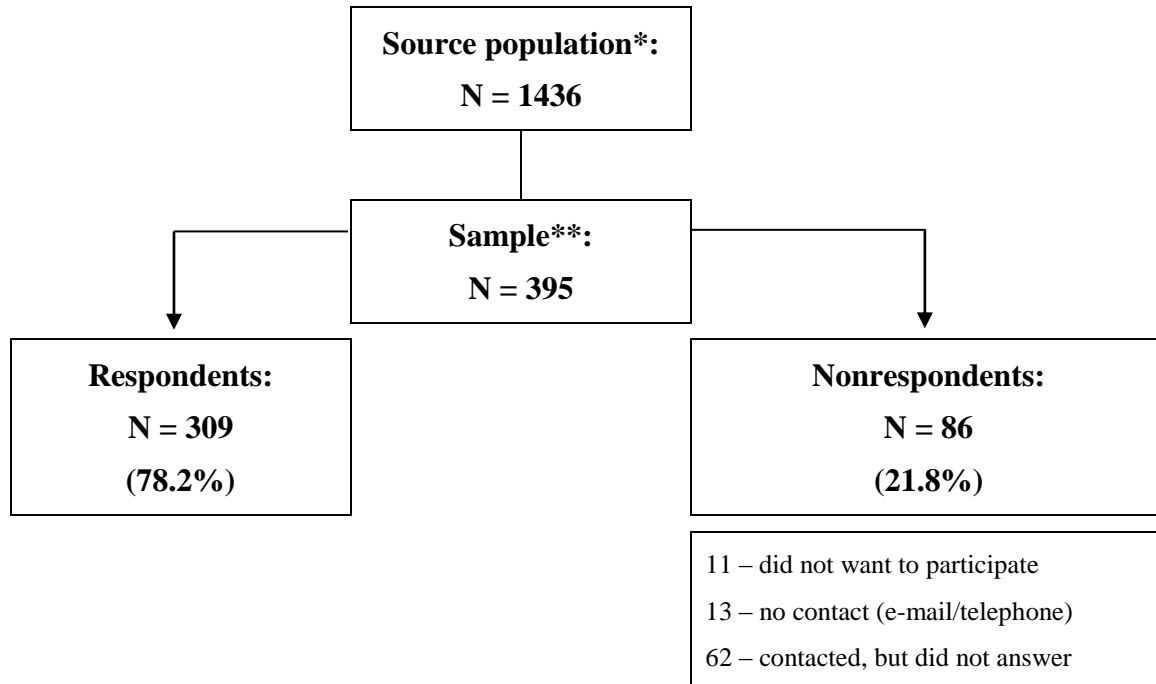 Source population*:
N = 1436
Sample**:
N = 395
Respondents:
N = 309
(78.2%)
Nonrespondents:
N = 86
(21.8%)
11 – did not want to participate
13 – no contact (e-mail/telephone)
62 – contacted, but did not answer